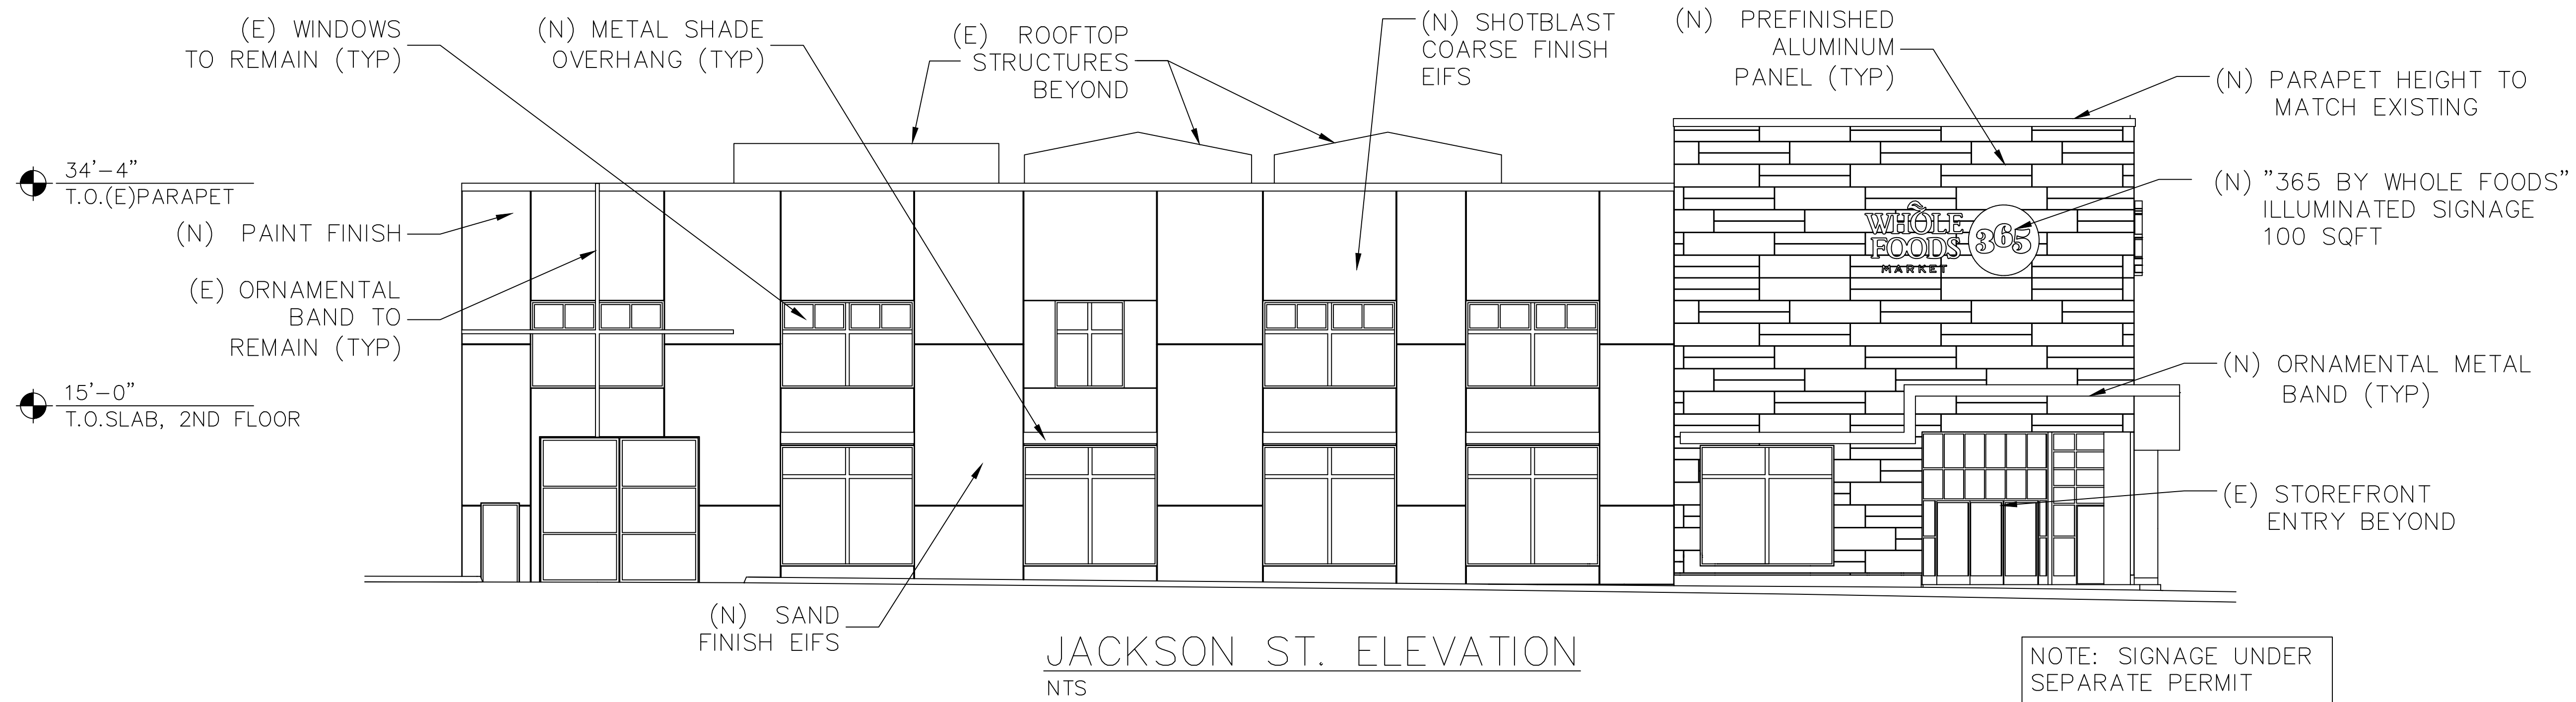 (E) WINDOWS
TO REMAIN (TYP)
(N) METAL SHADE
OVERHANG (TYP)
(E) ROOFTOP
STRUCTURES
BEYOND
(N) SHOTBLAST
COARSE FINISH
EIFS
(N) PREFINISHED
ALUMINUM
PANEL (TYP)
(N) PARAPET HEIGHT TO
MATCH EXISTING
34'-4"
T.O.(E)PARAPET
(N) PAINT FINISH
(E) ORNAMENTAL
BAND TO
REMAIN (TYP)
15'-0"
T.O.SLAB, 2ND FLOOR
WHOLE
FOODS
MARKET
365
(N) "365 BY WHOLE FOODS"
ILLUMINATED SIGNAGE
100 SQFT
(N) ORNAMENTAL METAL
BAND (TYP)
(E) STOREFRONT
ENTRY BEYOND
(N) SAND
FINISH EIFS
JACKSON ST. ELEVATION
NTS
NOTE: SIGNAGE UNDER
SEPARATE PERMIT